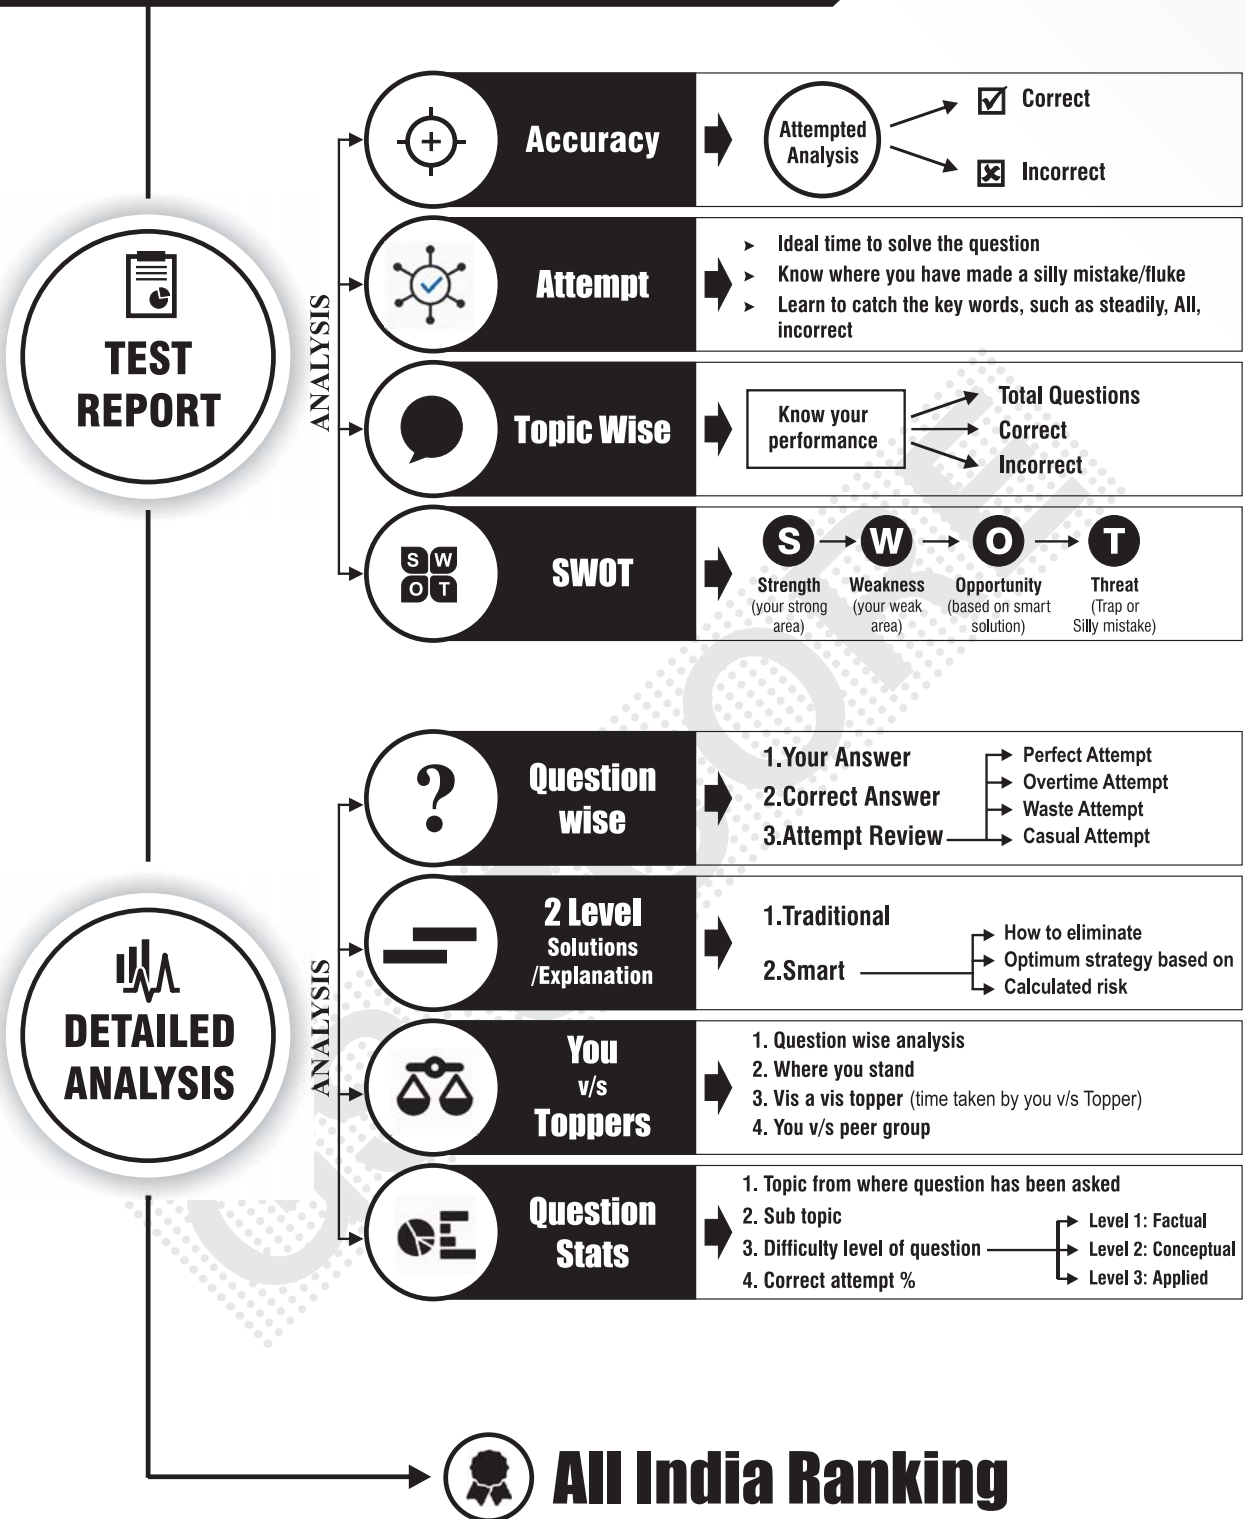 TEST
REPORT
ANALYSIS
Accuracy
Attempted
Analysis
Correct
Incorrect
Attempt
➤ Ideal time to solve the question
➤ Know where you have made a silly mistake/fluke
➤ Learn to catch the key words, such as steadily, All,
incorrect
Topic Wise
Know your
performance
Total Questions
Correct
Incorrect
S W
O T
SWOT
S W O T
Strength Weakness Opportunity Threat
(your strong (your weak (based on smart (Trap or
area) area) solution) Silly mistake)
DETAILED
ANALYSIS
ANALYSIS
?
Question
wise
1.Your Answer
2.Correct Answer
3.Attempt Review
Perfect Attempt
Overtime Attempt
Waste Attempt
Casual Attempt
2 Level
Solutions
/Explanation
1.Traditional
2.Smart
How to eliminate
Optimum strategy based on
Calculated risk
You
v/s
Toppers
1. Question wise analysis
2. Where you stand
3. Vis a vis topper (time taken by you v/s Topper)
4. You v/s peer group
Question
Stats
1. Topic from where question has been asked
2. Sub topic
3. Difficulty level of question
4. Correct attempt %
Level 1: Factual
Level 2: Conceptual
Level 3: Applied
All India Ranking